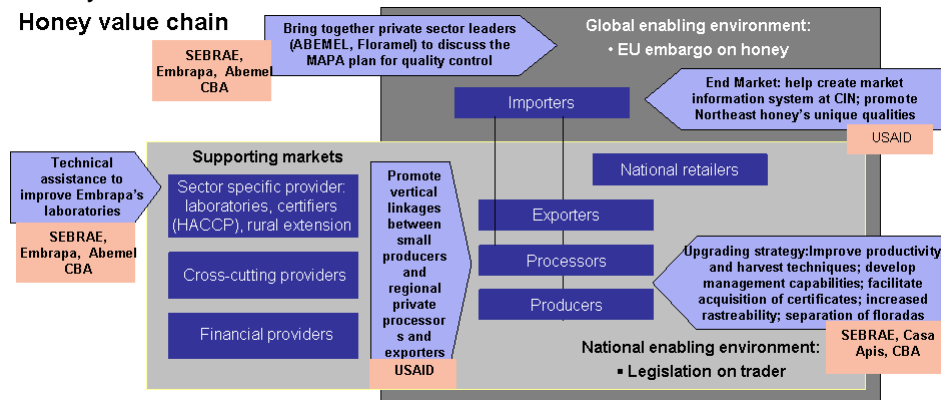 Honey value chain
SEBRAE,
Embrapa, Abemel
CBA
Bring together private sector leaders
(ABEMEL, Floramel) to discuss the
MAPA plan for quality control
Global enabling environment:
• EU embargo on honey
Importers
End Market: help create market
information system at CIN; promote
Northeast honey's unique qualities
USAID
Technical
assistance to
improve Embrapa's
laboratories
SEBRAE,
Embrapa, Abemel
CBA
Supporting markets
Sector specific provider:
laboratories, certifiers
(HACCP), rural extension
Cross-cutting providers
Financial providers
Promote
vertical
linkages
between
small
producers
and
regional
private
processor
s and
exporters
USAID
National retailers
Exporters
Processors
Producers
Upgrading strategy:Improve productivity
and harvest techniques; develop
management capabilities; facilitate
acquisition of certificates; increased
rastreability; separation of floradas
SEBRAE, Casa
Apis, CBA
National enabling environment:
▪ Legislation on trader